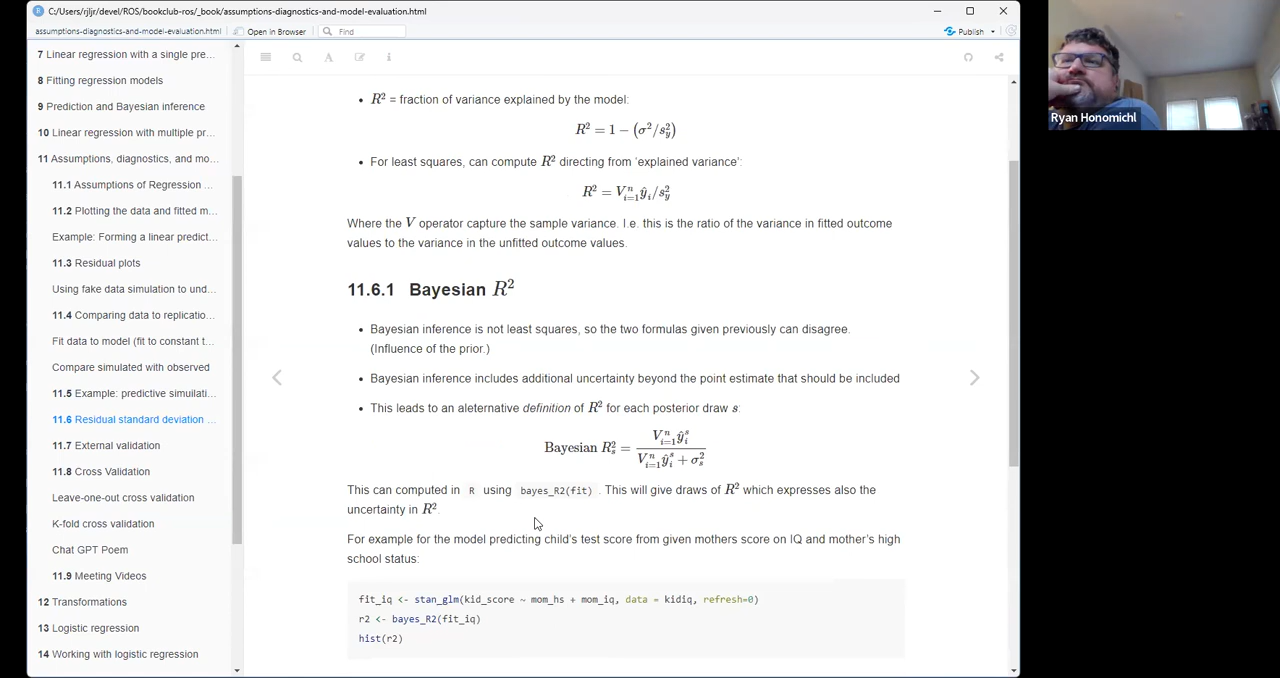 C:/Users/rjljr/devel/ROS/bookclub-ros/_book/assumptions-diagnostics-and-model-evaluation.html
assumptions-diagnostics-and-model-evaluation.html
Open in Browser
Find
Publish
7 Linear regression with a single pre...
8 Fitting regression models
9 Prediction and Bayesian inference
10 Linear regression with multiple pr...
11 Assumptions, diagnostics, and mo...
11.1 Assumptions of Regression ...
11.2 Plotting the data and fitted m...
Example: Forming a linear predict...
11.3 Residual plots
Using fake data simulation to und...
11.4 Comparing data to replicatio...
Fit data to model (fit to constant t...
Compare simulated with observed
11.5 Example: predictive simuilati...
11.6 Residual standard deviation ...
11.7 External validation
11.8 Cross Validation
Leave-one-out cross validation
K-fold cross validation
Chat GPT Poem
11.9 Meeting Videos
12 Transformations
13 Logistic regression
14 Working with logistic regression
• R² = fraction of variance explained by the model:
R² = 1 − (σ²/s_y²)
• For least squares, can compute R² directing from 'explained variance':
R² = V_{i=1}^n ŷ_i/s_y²
Where the V operator capture the sample variance. I.e. this is the ratio of the variance in fitted outcome
values to the variance in the unfitted outcome values.
11.6.1 Bayesian R²
• Bayesian inference is not least squares, so the two formulas given previously can disagree.
(Influence of the prior.)
• Bayesian inference includes additional uncertainty beyond the point estimate that should be included
• This leads to an aleternative definition of R² for each posterior draw s:
Bayesian R_s² = V_{i=1}^n ŷ_i^s / (V_{i=1}^n ŷ_i^s + σ_s²)
This can computed in R using bayes_R2(fit) . This will give draws of R² which expresses also the
uncertainty in R².
For example for the model predicting child's test score from given mothers score on IQ and mother's high
school status:
fit_iq <- stan_glm(kid_score ~ mom_hs + mom_iq, data = kidiq, refresh=0)
r2 <- bayes_R2(fit_iq)
hist(r2)
Ryan Honomichl